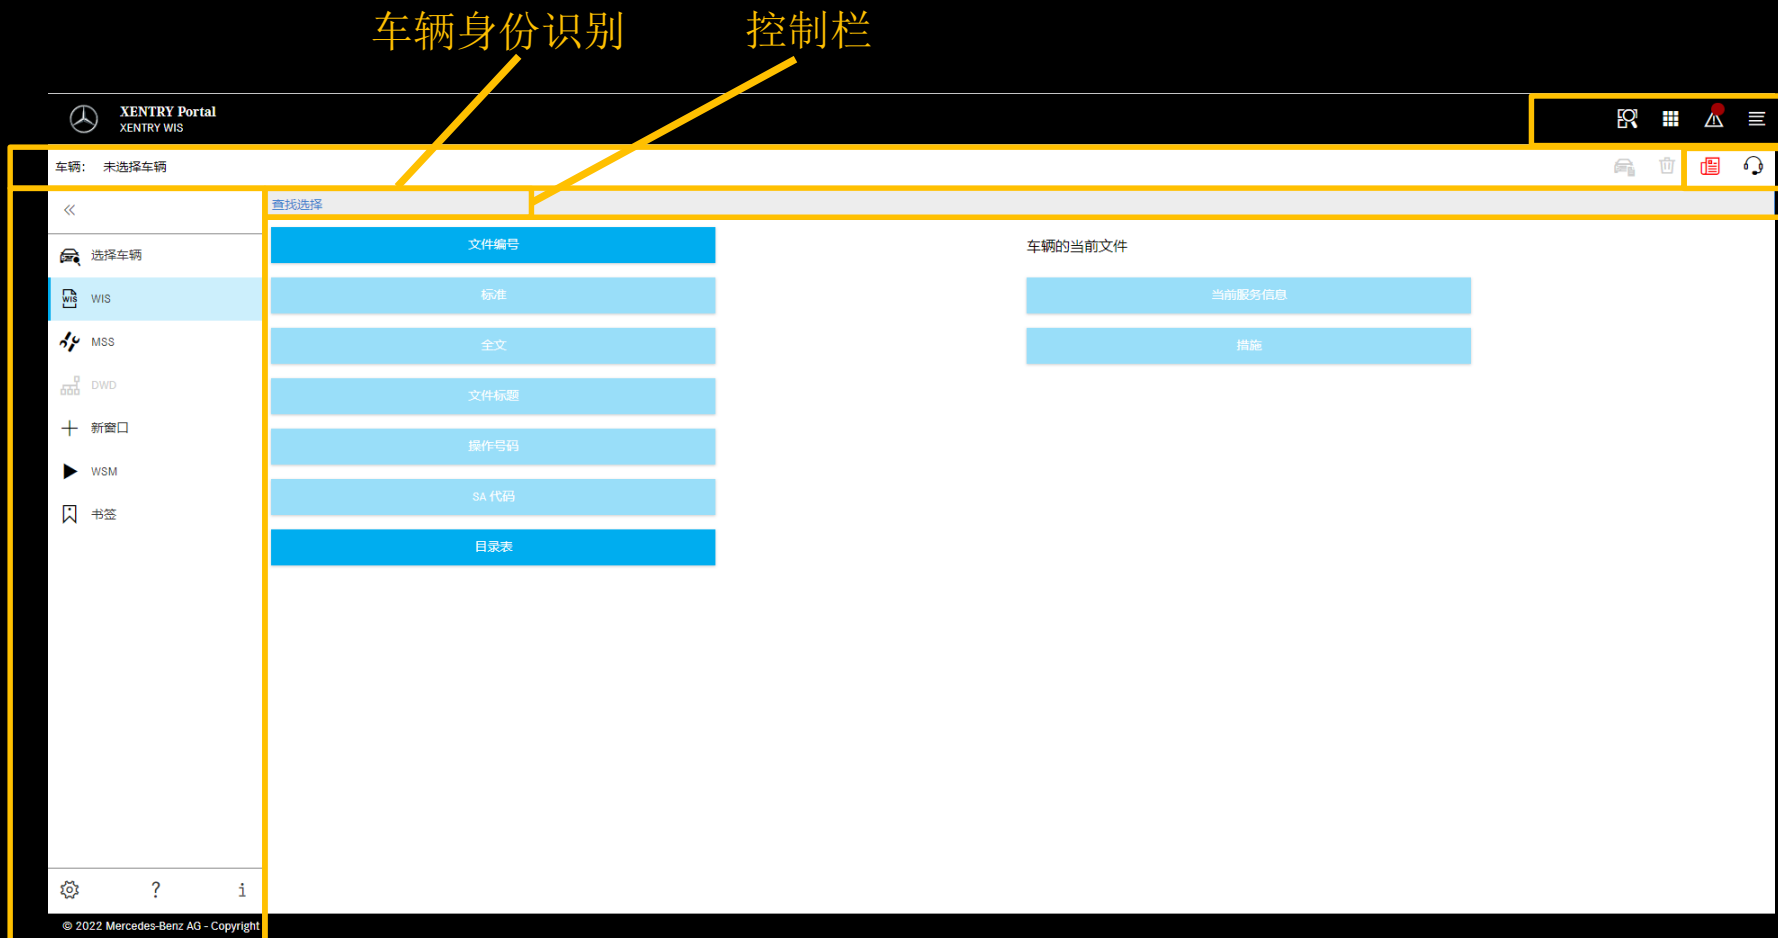 车辆身份识别
控制栏
XENTRY Portal
XENTRY WIS
车辆： 未选择车辆
查找选择
选择车辆
WIS
MSS
DWD
新窗口
WSM
书签
文件编号
标准
全文
文件标题
操作号码
SA 代码
目录表
车辆的当前文件
当前服务信息
措施
? i
© 2022 Mercedes-Benz AG - Copyright